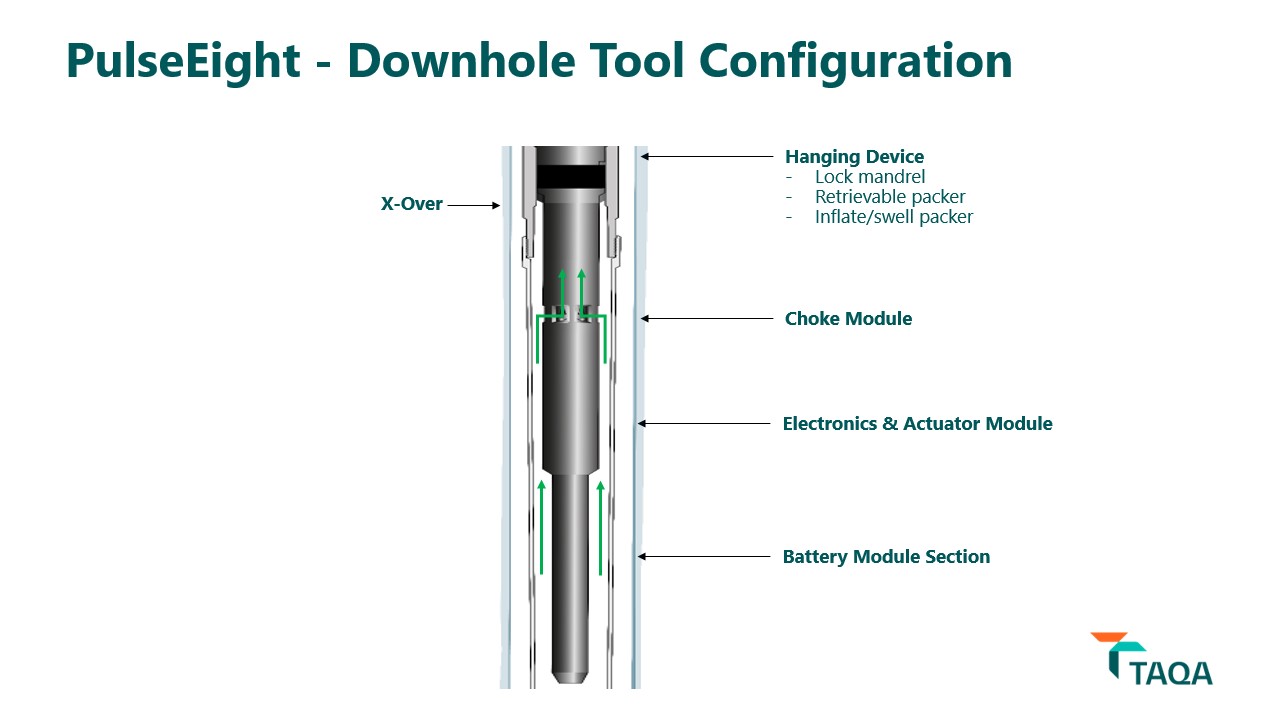 PulseEight - Downhole Tool Configuration
Hanging Device
- Lock mandrel
- Retrievable packer
- Inflate/swell packer
X-Over
Choke Module
Electronics & Actuator Module
Battery Module Section
TAQA